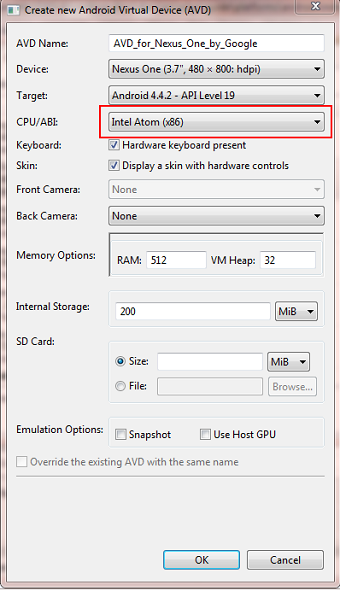 Create new Android Virtual Device (AVD)
AVD Name: AVD_for_Nexus_One_by_Google
Device: Nexus One (3.7", 480 × 800: hdpi)
Target: Android 4.4.2 - API Level 19
CPU/ABI: Intel Atom (x86)
Keyboard: Hardware keyboard present
Skin: Display a skin with hardware controls
Front Camera: None
Back Camera: None
Memory Options: RAM: 512 VM Heap: 32
Internal Storage: 200 MiB
SD Card:
Size: MiB
File: Browse...
Emulation Options: Snapshot Use Host GPU
Override the existing AVD with the same name
OK Cancel